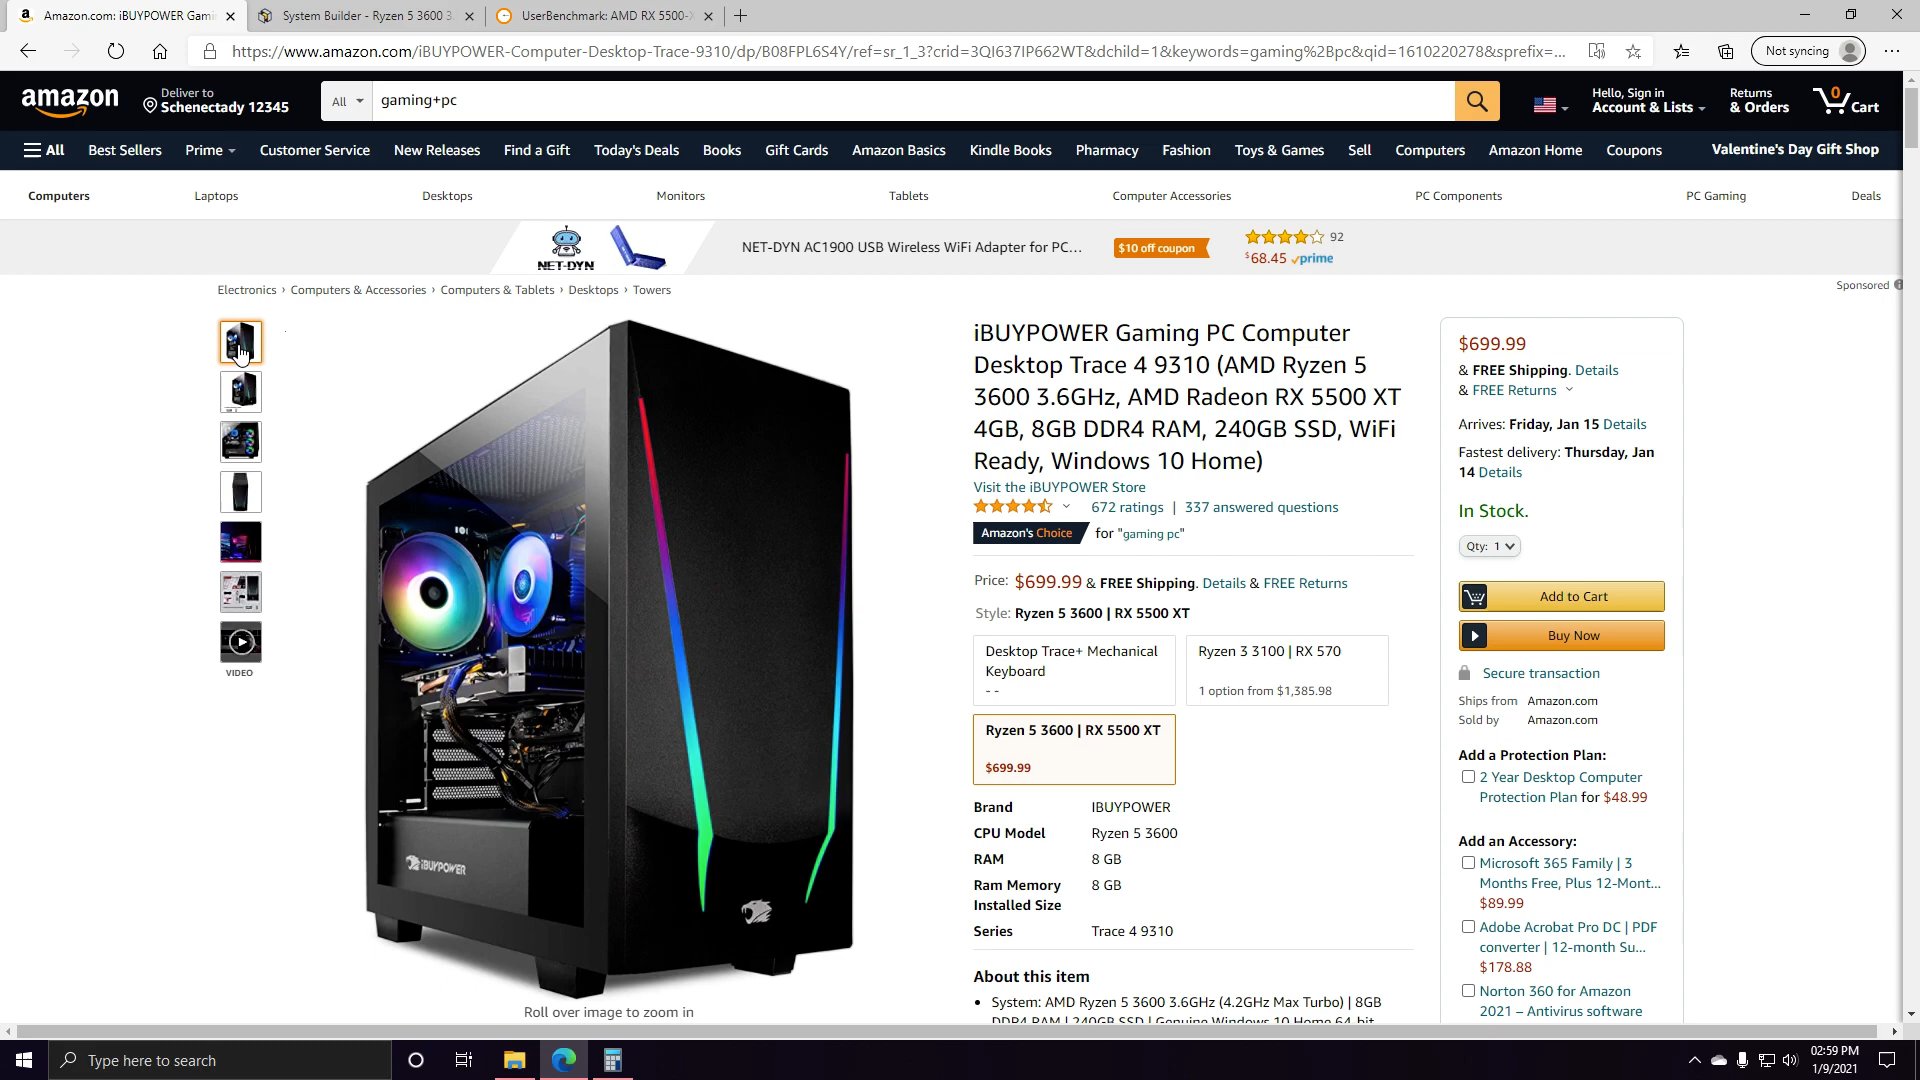 Amazon.com: iBUYPOWER Gami
System Builder - Ryzen 5 3600 3.
UserBenchmark: AMD RX 5500-X
https://www.amazon.com/iBUYPOWER-Computer-Desktop-Trace-9310/dp/B08FPL6S4Y/ref=sr_1_3?crid=3QI637IP662WT&dchild=1&keywords=gaming%2Bpc&qid=1610220278&sprefix=...
Not syncing
amazon
Deliver to
Schenectady 12345
All
gaming+pc
Hello, Sign in
Account & Lists
Returns
& Orders
0
Cart
All
Best Sellers
Prime
Customer Service
New Releases
Find a Gift
Today's Deals
Books
Gift Cards
Amazon Basics
Kindle Books
Pharmacy
Fashion
Toys & Games
Sell
Computers
Amazon Home
Coupons
Valentine's Day Gift Shop
Computers
Laptops
Desktops
Monitors
Tablets
Computer Accessories
PC Components
PC Gaming
Deals
NET-DYN
NET-DYN AC1900 USB Wireless WiFi Adapter for PC...
$10 off coupon
92
$68.45 prime
Electronics › Computers & Accessories › Computers & Tablets › Desktops › Towers
Sponsored
VIDEO
iBUYPOWER
Roll over image to zoom in
iBUYPOWER Gaming PC Computer
Desktop Trace 4 9310 (AMD Ryzen 5
3600 3.6GHz, AMD Radeon RX 5500 XT
4GB, 8GB DDR4 RAM, 240GB SSD, WiFi
Ready, Windows 10 Home)
Visit the iBUYPOWER Store
672 ratings | 337 answered questions
Amazon's Choice for "gaming pc"
Price: $699.99 & FREE Shipping. Details & FREE Returns
Style: Ryzen 5 3600 | RX 5500 XT
Desktop Trace+ Mechanical
Keyboard
- -
Ryzen 3 3100 | RX 570
1 option from $1,385.98
Ryzen 5 3600 | RX 5500 XT
$699.99
Brand IBUYPOWER
CPU Model Ryzen 5 3600
RAM 8 GB
Ram Memory 8 GB
Installed Size
Series Trace 4 9310
About this item
• System: AMD Ryzen 5 3600 3.6GHz (4.2GHz Max Turbo) | 8GB
DDR4 RAM | 240GB SSD | Genuine Windows 10 Home 64-bit
$699.99
& FREE Shipping. Details
& FREE Returns
Arrives: Friday, Jan 15 Details
Fastest delivery: Thursday, Jan
14 Details
In Stock.
Qty: 1
Add to Cart
Buy Now
Secure transaction
Ships from Amazon.com
Sold by Amazon.com
Add a Protection Plan:
2 Year Desktop Computer
Protection Plan for $48.99
Add an Accessory:
Microsoft 365 Family | 3
Months Free, Plus 12-Mont...
$89.99
Adobe Acrobat Pro DC | PDF
converter | 12-month Su...
$178.88
Norton 360 for Amazon
2021 – Antivirus software
Type here to search
02:59 PM
1/9/2021